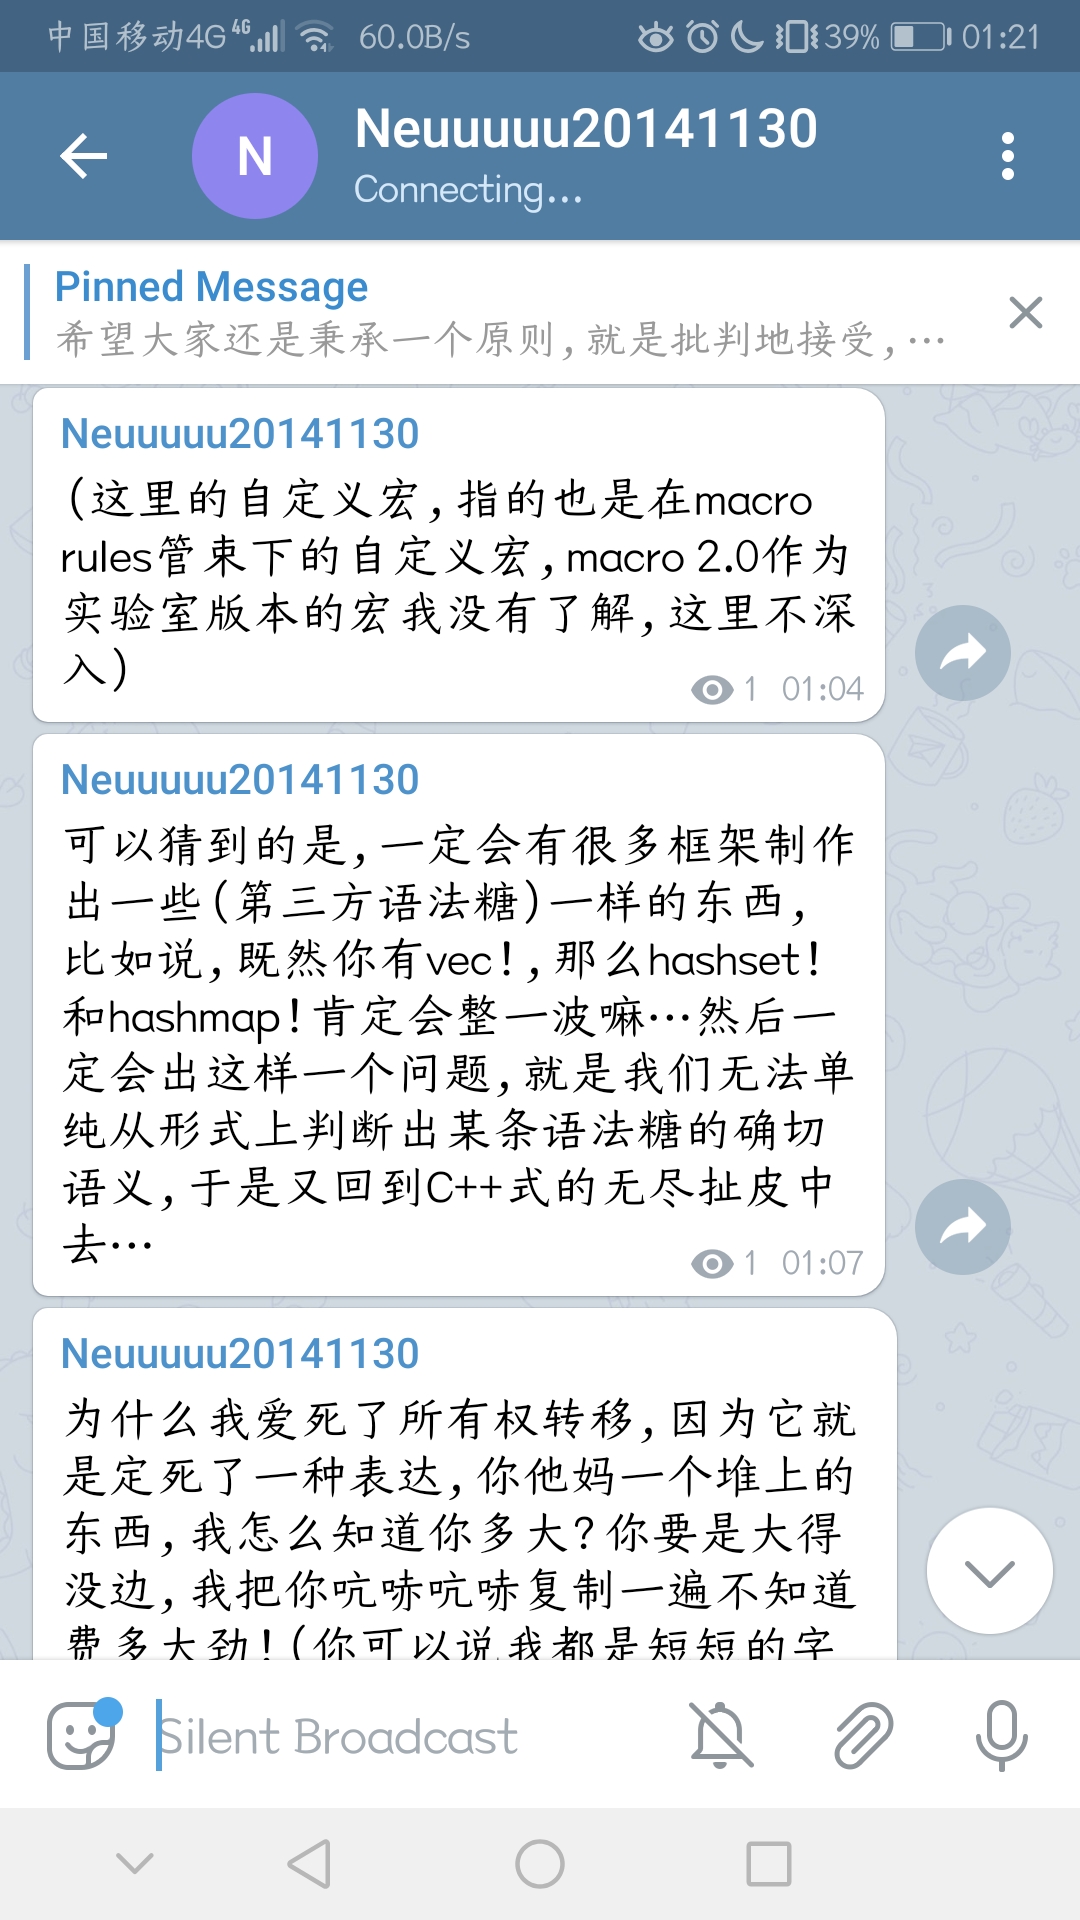 中国移动4G 4G 60.0B/s 39% 01:21
N
Neuuuuu20141130
Connecting...
Pinned Message
希望大家还是秉承一个原则,就是批判地接受,…
Neuuuuu20141130
(这里的自定义宏,指的也是在macro
rules管束下的自定义宏,macro 2.0作为
实验室版本的宏我没有了解,这里不深
入)
1 01:04
Neuuuuu20141130
可以猜到的是,一定会有很多框架制作
出一些(第三方语法糖)一样的东西,
比如说,既然你有vec!,那么hashset!
和hashmap!肯定会整一波嘛…然后一
定会出这样一个问题,就是我们无法单
纯从形式上判断出某条语法糖的确切
语义,于是又回到C++式的无尽扯皮中
去…
1 01:07
Neuuuuu20141130
为什么我爱死了所有权转移,因为它就
是定死了一种表达,你他妈一个堆上的
东西,我怎么知道你多大?你要是大得
没边,我把你吭哧吭哧复制一遍不知道
费多大劲!(你可以说我都是短短的字
Silent Broadcast